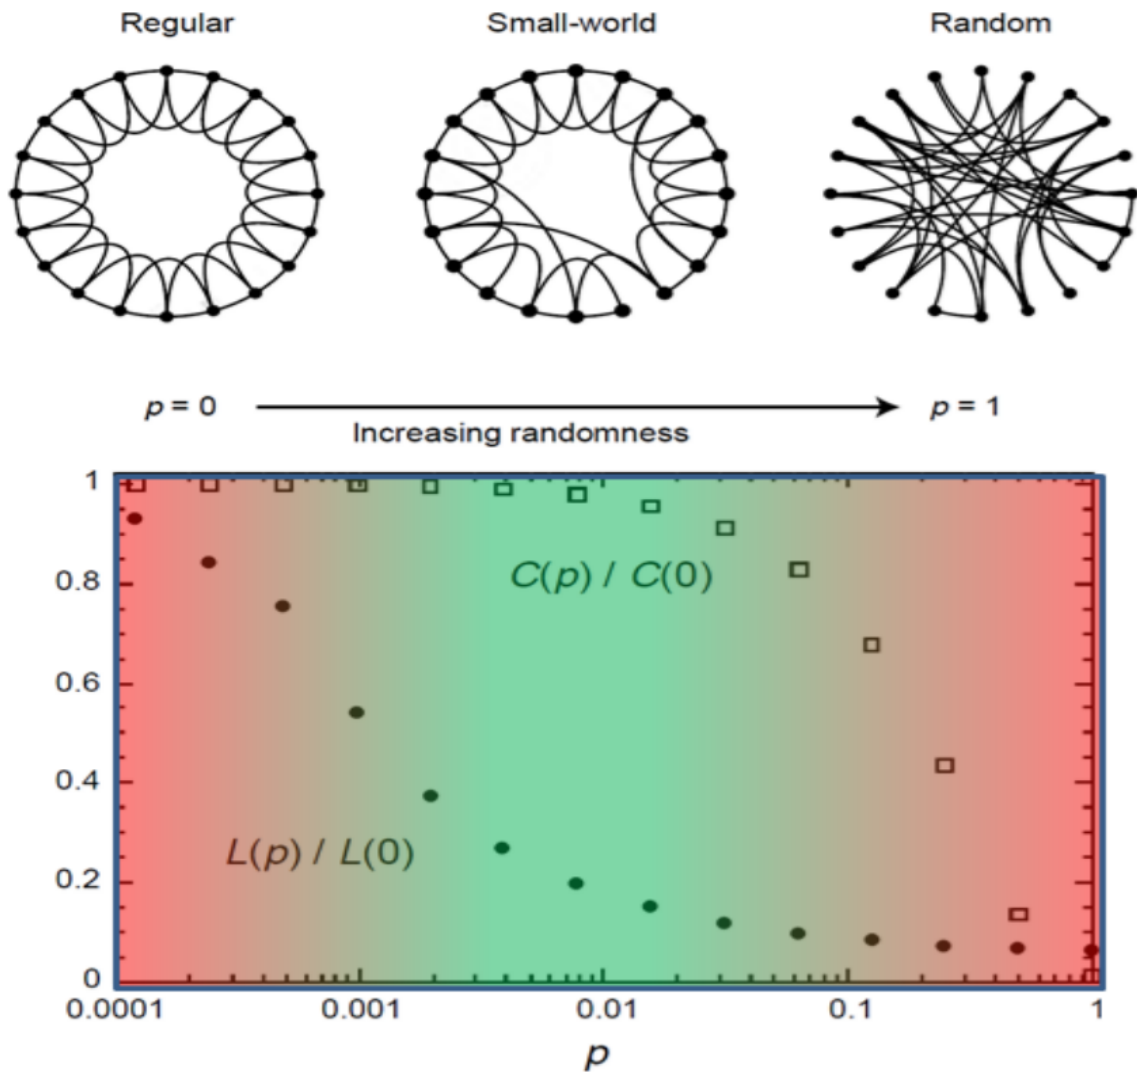 Regular Small-world Random
p = 0 p = 1
Increasing randomness
1
0.8
0.6
0.4
0.2
0
C(p) / C(0)
L(p) / L(0)
0.0001 0.001 0.01 0.1 1
p